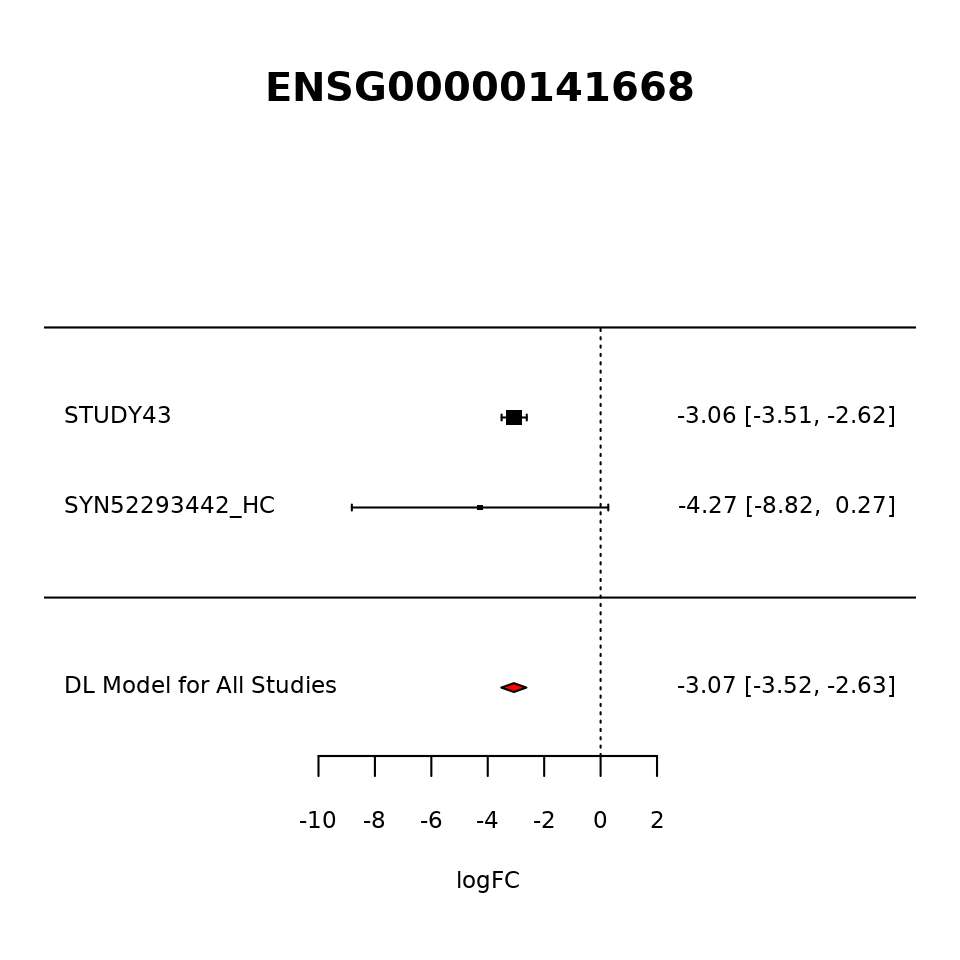 ENSG00000141668
STUDY43 -3.06 [-3.51, -2.62]
SYN52293442_HC -4.27 [-8.82,  0.27]
DL Model for All Studies -3.07 [-3.52, -2.63]
-10 -8 -6 -4 -2 0 2
logFC